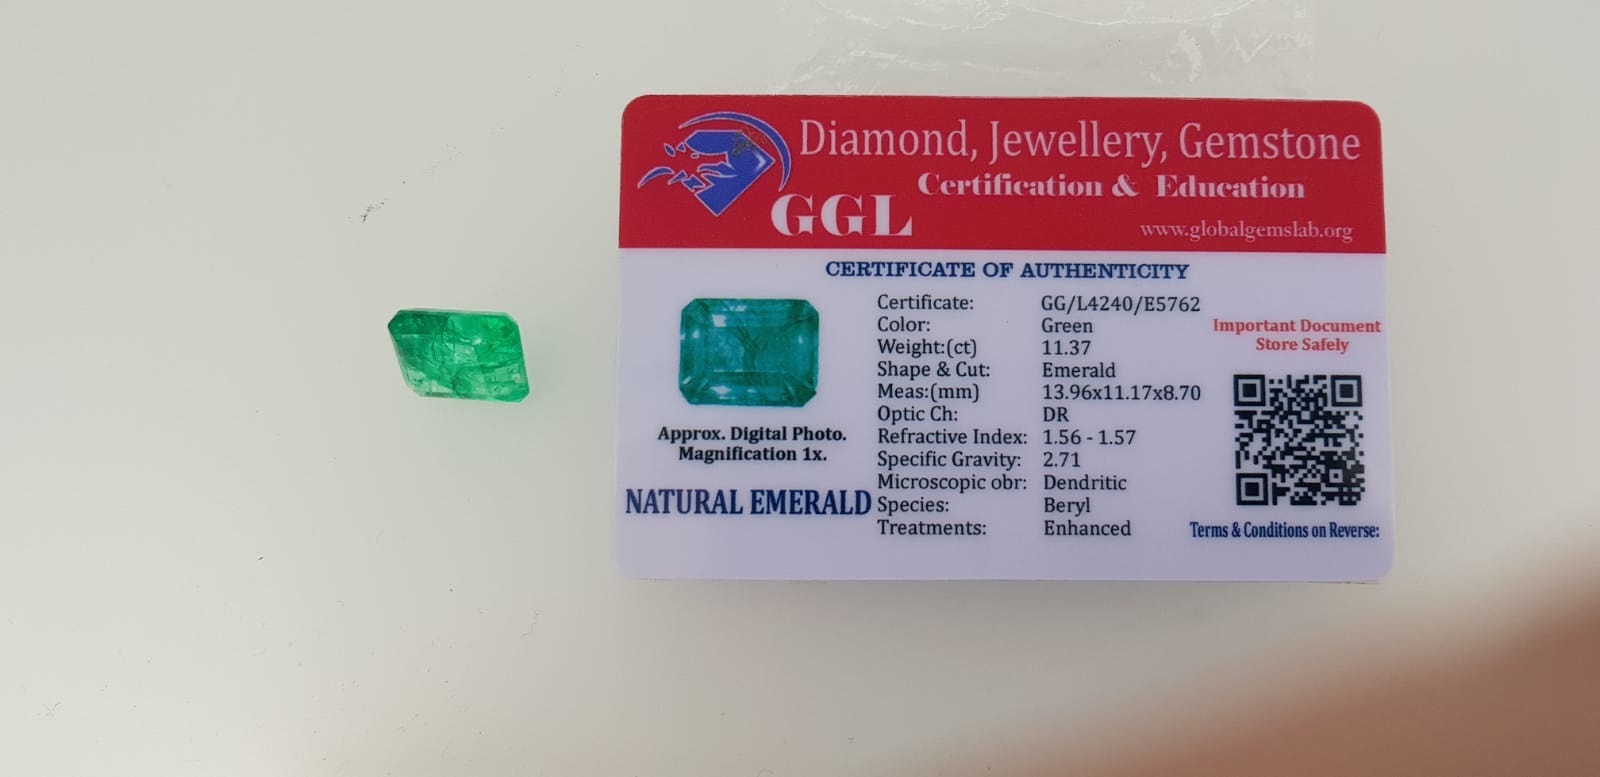 Diamond, Jewellery, Gemstone
Certification & Education
GGL
www.globalgemslab.org
CERTIFICATE OF AUTHENTICITY
Certificate: GG/L4240/E5762
Color: Green
Weight:(ct) 11.37
Shape & Cut: Emerald
Meas:(mm) 13.96x11.17x8.70
Optic Ch: DR
Refractive Index: 1.56 - 1.57
Specific Gravity: 2.71
Microscopic obr: Dendritic
Species: Beryl
Treatments: Enhanced
Approx. Digital Photo.
Magnification 1x.
NATURAL EMERALD
Important Document
Store Safely
Terms & Conditions on Reverse: